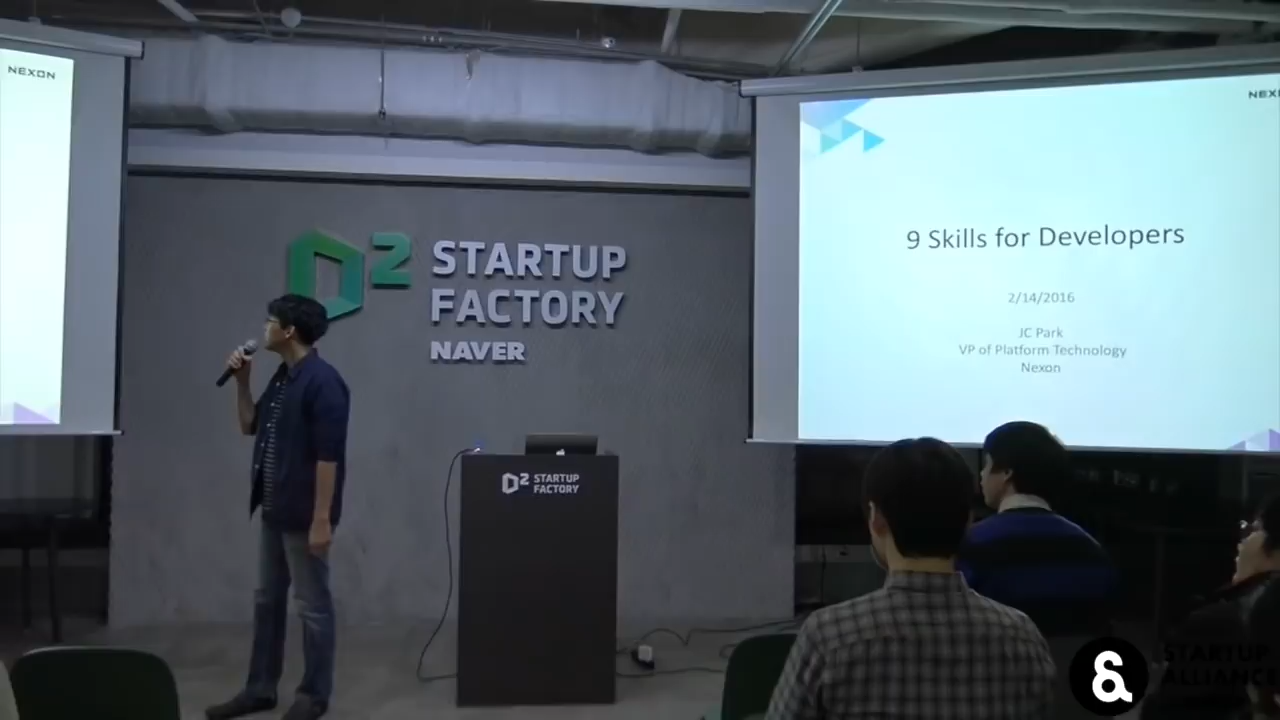 NEXON
D2 STARTUP
FACTORY
NAVER
D2 STARTUP
FACTORY
9 Skills for Developers
2/14/2016
JC Park
VP of Platform Technology
Nexon
STARTUP
ALLIANCE